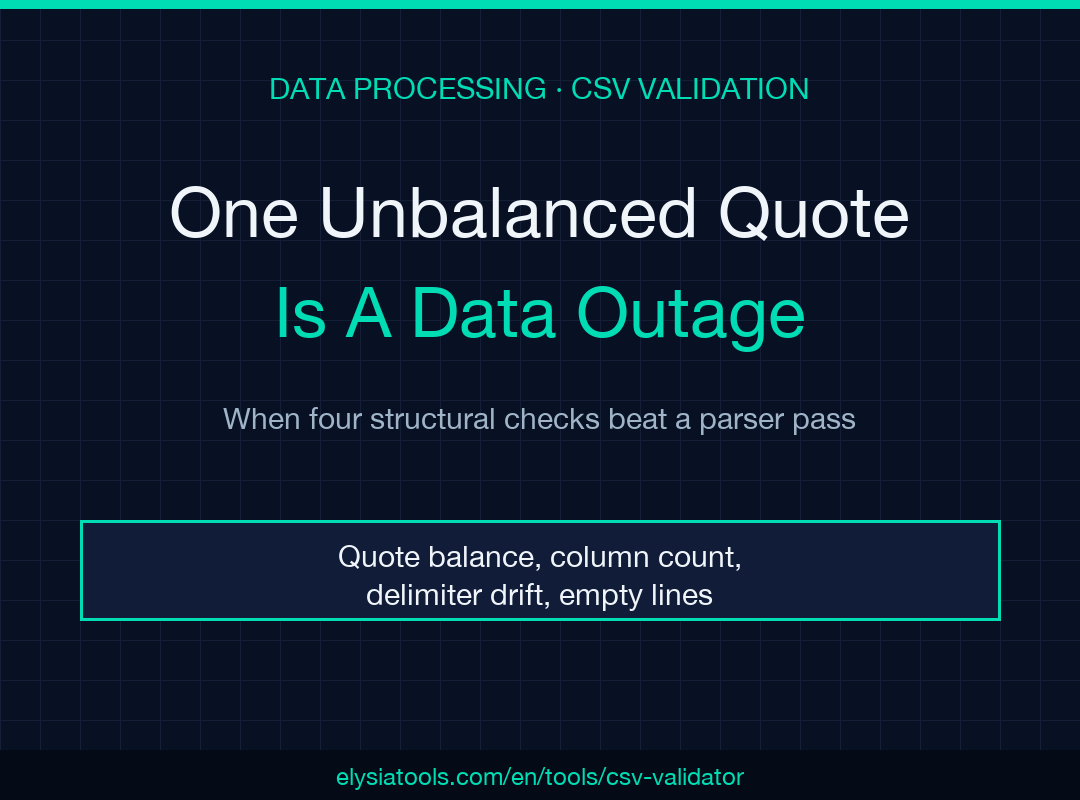 DATA PROCESSING · CSV VALIDATION
One Unbalanced Quote
Is A Data Outage
When four structural checks beat a parser pass
Quote balance, column count,
delimiter drift, empty lines
elysiatools.com/en/tools/csv-validator